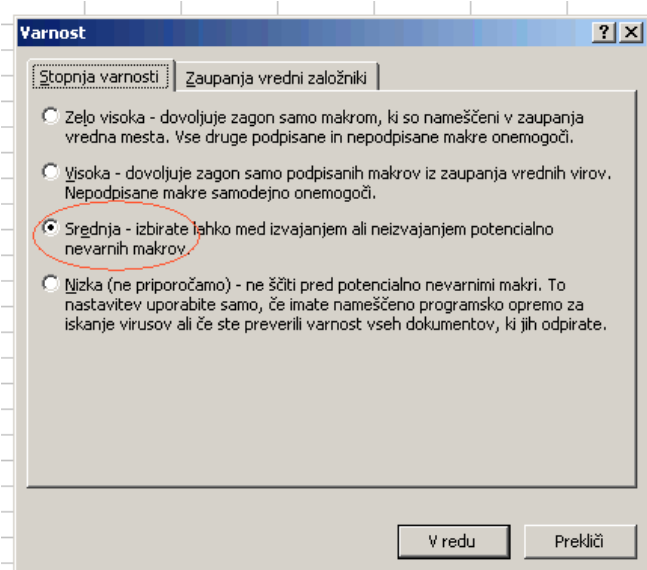 Varnost
Stopnja varnosti
Zaupanja vredni založniki
Zelo visoka - dovoljuje zagon samo makrom, ki so nameščeni v zaupanja
vredna mesta. Vse druge podpisane in nepodpisane makre onemogoči.
Visoka - dovoljuje zagon samo podpisanih makrov iz zaupanja vrednih virov.
Nepodpisane makre samodejno onemogoči.
Srednja - izbirate lahko med izvajanjem ali neizvajanjem potencialno
nevarnih makrov.
Nizka (ne priporočamo) - ne ščiti pred potencialno nevarnimi makri. To
nastavitev uporabite samo, če imate nameščeno programsko opremo za
iskanje virusov ali če ste preverili varnost vseh dokumentov, ki jih odpirate.
V redu
Prekliči